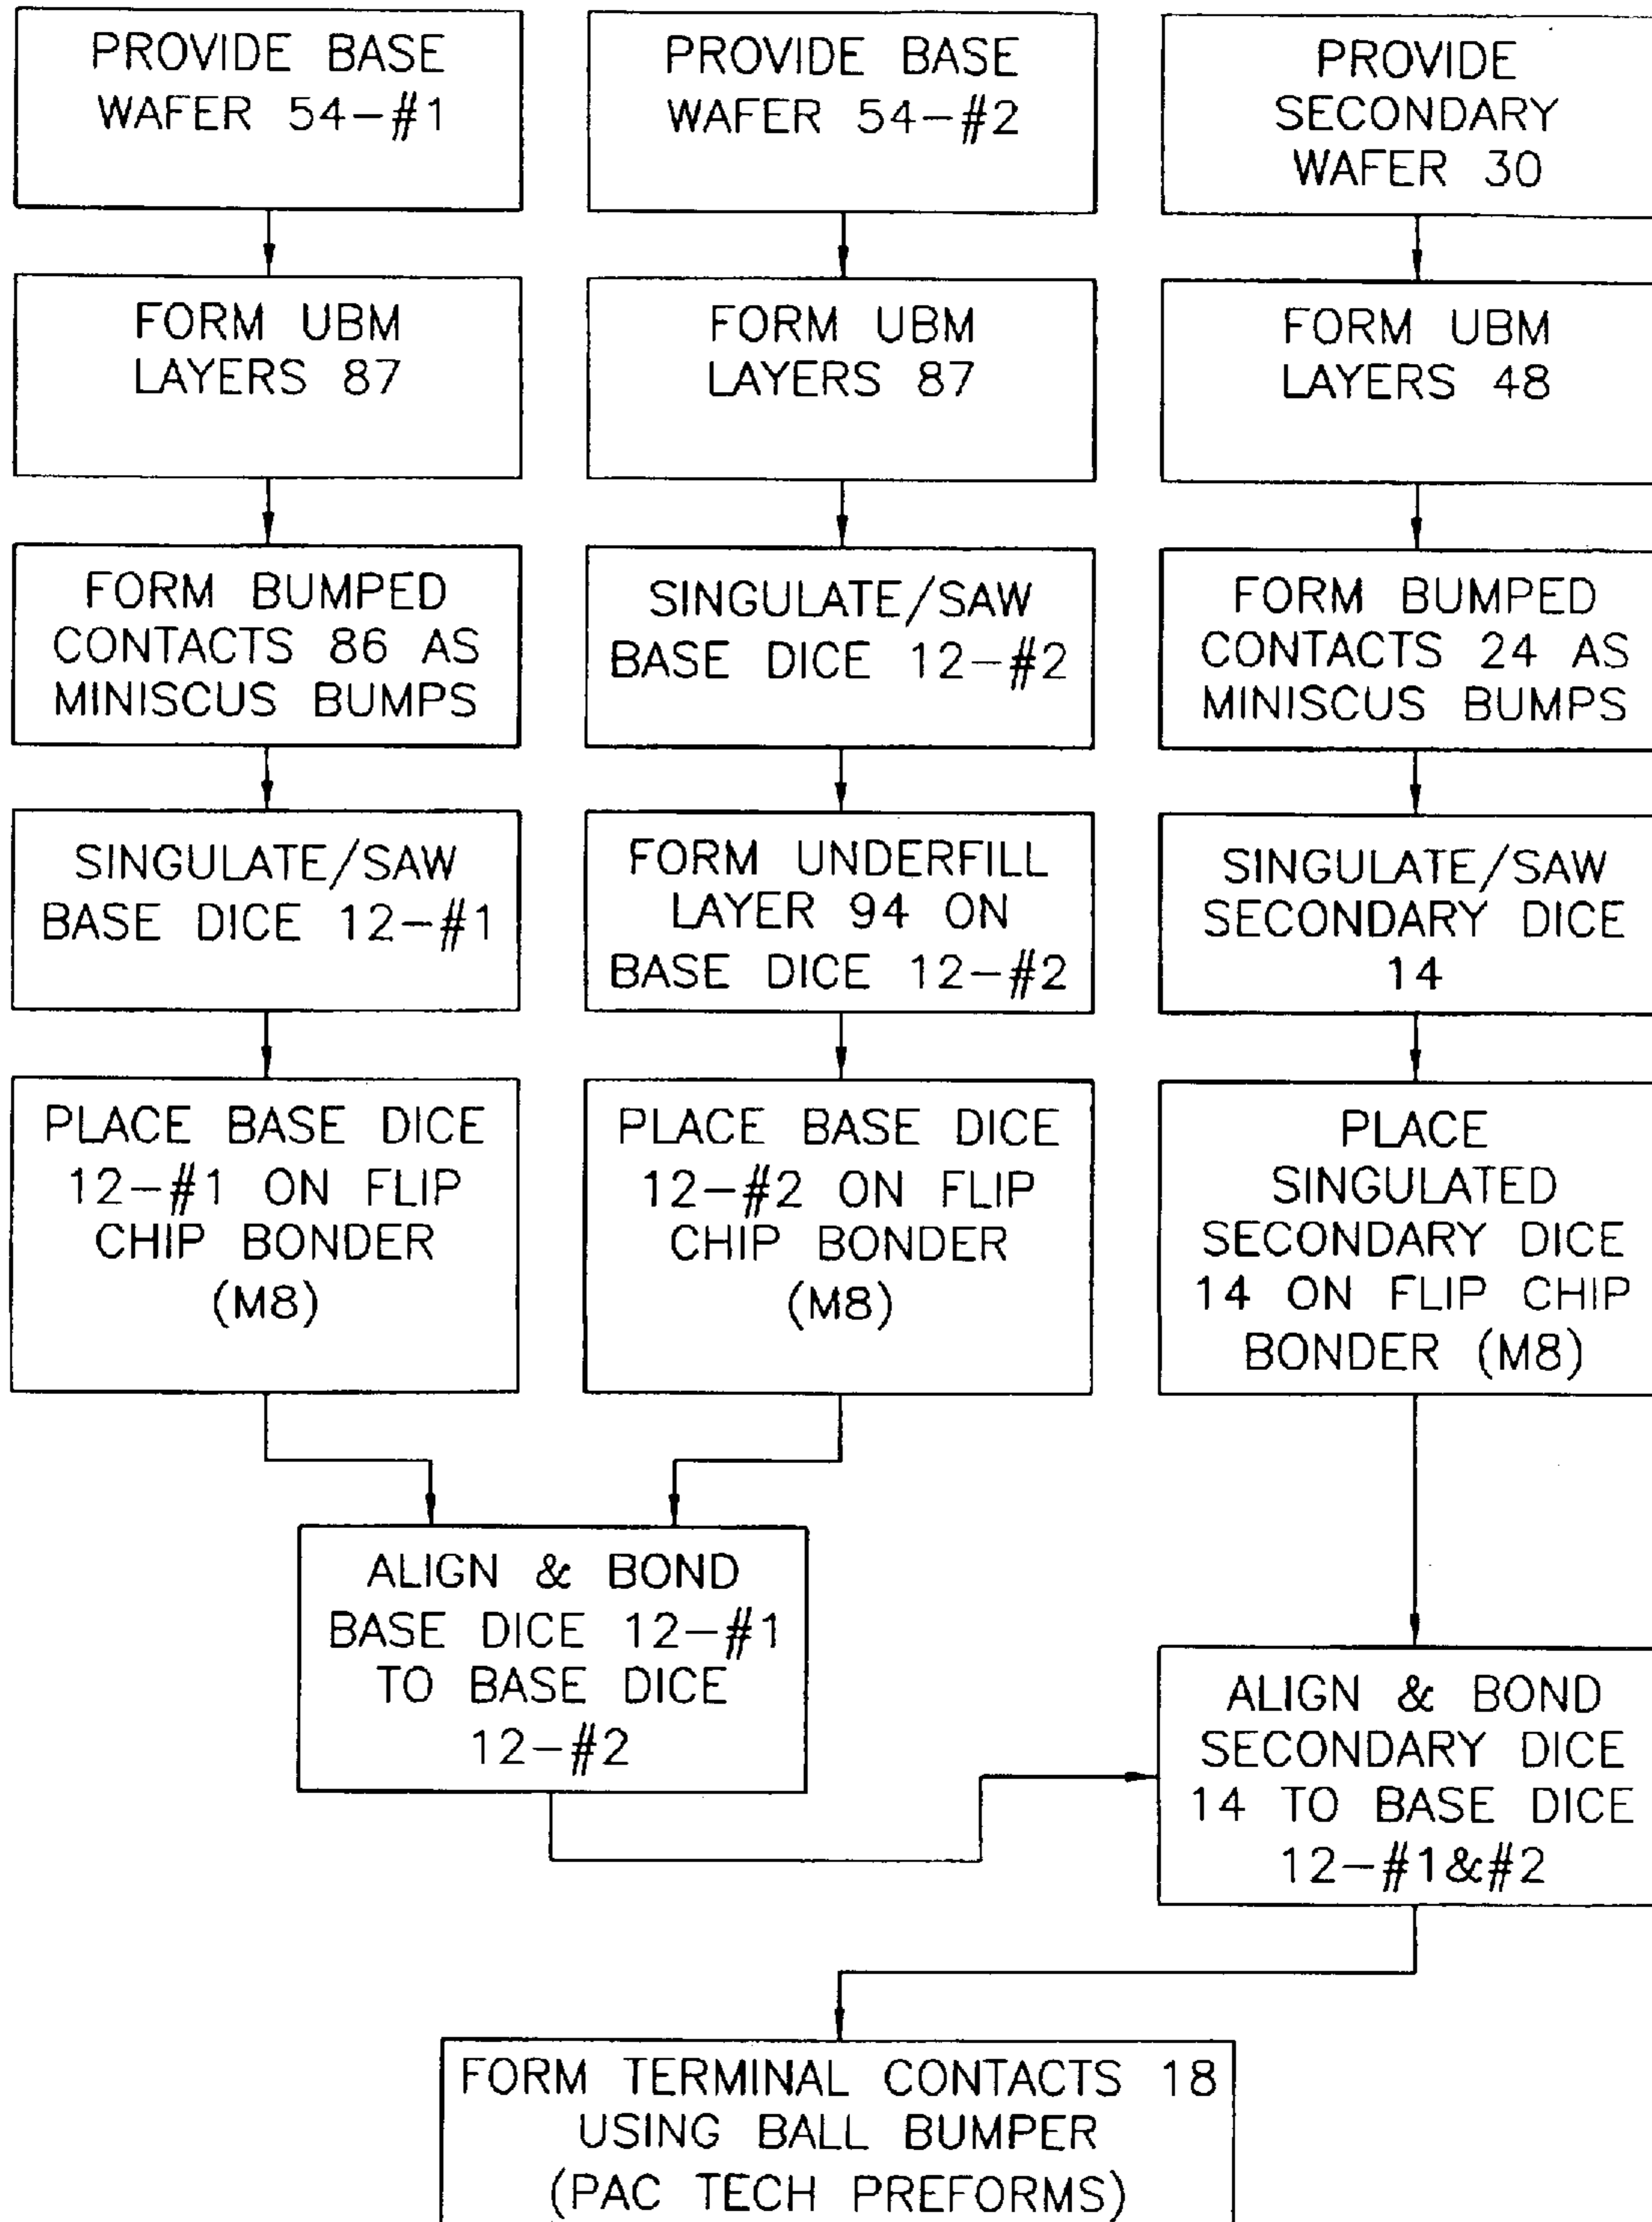 PROVIDE BASE
WAFER 54-#1
PROVIDE BASE
WAFER 54-#2
PROVIDE
SECONDARY
WAFER 30
FORM UBM
LAYERS 87
FORM UBM
LAYERS 87
FORM UBM
LAYERS 48
FORM BUMPED
CONTACTS 86 AS
MINISCUS BUMPS
SINGULATE/SAW
BASE DICE 12-#2
FORM BUMPED
CONTACTS 24 AS
MINISCUS BUMPS
SINGULATE/SAW
BASE DICE 12-#1
FORM UNDERFILL
LAYER 94 ON
BASE DICE 12-#2
SINGULATE/SAW
SECONDARY DICE
14
PLACE BASE DICE
12-#1 ON FLIP
CHIP BONDER
(M8)
PLACE BASE DICE
12-#2 ON FLIP
CHIP BONDER
(M8)
PLACE
SINGULATED
SECONDARY DICE
14 ON FLIP CHIP
BONDER (M8)
ALIGN & BOND
BASE DICE 12-#1
TO BASE DICE
12-#2
ALIGN & BOND
SECONDARY DICE
14 TO BASE DICE
12-#1&#2
FORM TERMINAL CONTACTS 18
USING BALL BUMPER
(PAC TECH PREFORMS)